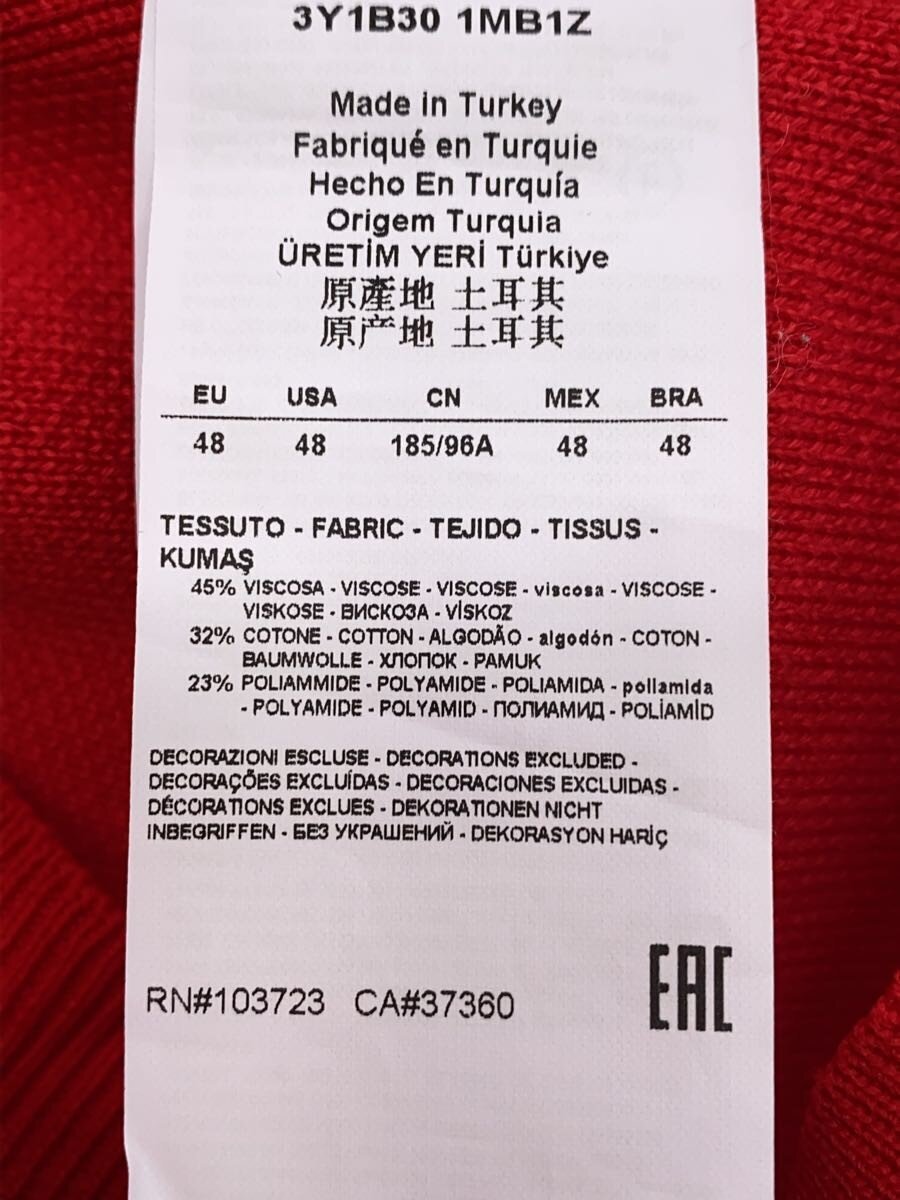 3Y1B30 1MB1Z
Made in Turkey
Fabriqué en Turquie
Hecho En Turquía
Origem Turquia
ÜRETİM YERİ Türkiye
原產地 土耳其
原产地 土耳其
EU USA CN MEX BRA
48 48 185/96A 48 48
TESSUTO - FABRIC - TEJIDO - TISSUS -
KUMAŞ
45% VISCOSA - VISCOSE - VISCOSE - viscosa - VISCOSE -
VISKOSE - ВИСКОЗА - VİSKOZ
32% COTONE - COTTON - ALGODÃO - algodón - COTON -
BAUMWOLLE - ХЛОПОК - PAMUK
23% POLIAMMIDE - POLYAMIDE - POLIAMIDA - poliamida
- POLYAMIDE - POLYAMID - ПОЛИАМИД - POLİAMİD
DECORAZIONI ESCLUSE - DECORATIONS EXCLUDED -
DECORAÇÕES EXCLUÍDAS - DECORACIONES EXCLUIDAS -
DÉCORATIONS EXCLUES - DEKORATIONEN NICHT
INBEGRIFFEN - БЕЗ УКРАШЕНИЙ - DEKORASYON HARİÇ
EAC
RN#103723 CA#37360